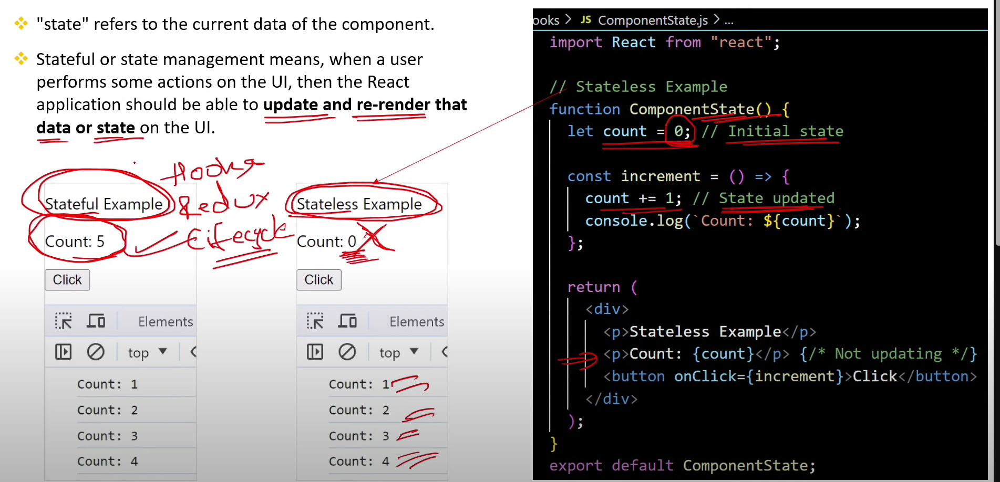 "state" refers to the current data of the component.
Stateful or state management means, when a user
performs some actions on the UI, then the React
application should be able to update and re-render that
data or state on the UI.
Hooks
Redux
Lifecycle
Stateful Example
Count: 5
Click
Elements
top
Count: 1
Count: 2
Count: 3
Count: 4
Stateless Example
Count: 0
Click
Elements
top
Count: 1
Count: 2
Count: 3
Count: 4
ooks > JS ComponentState.js > ...
import React from "react";
// Stateless Example
function ComponentState() {
let count = 0; // Initial state
const increment = () => {
count += 1; // State updated
console.log(`Count: ${count}`);
};
return (
<div>
<p>Stateless Example</p>
<p>Count: {count}</p> {/* Not updating */}
<button onClick={increment}>Click</button>
</div>
);
}
export default ComponentState;